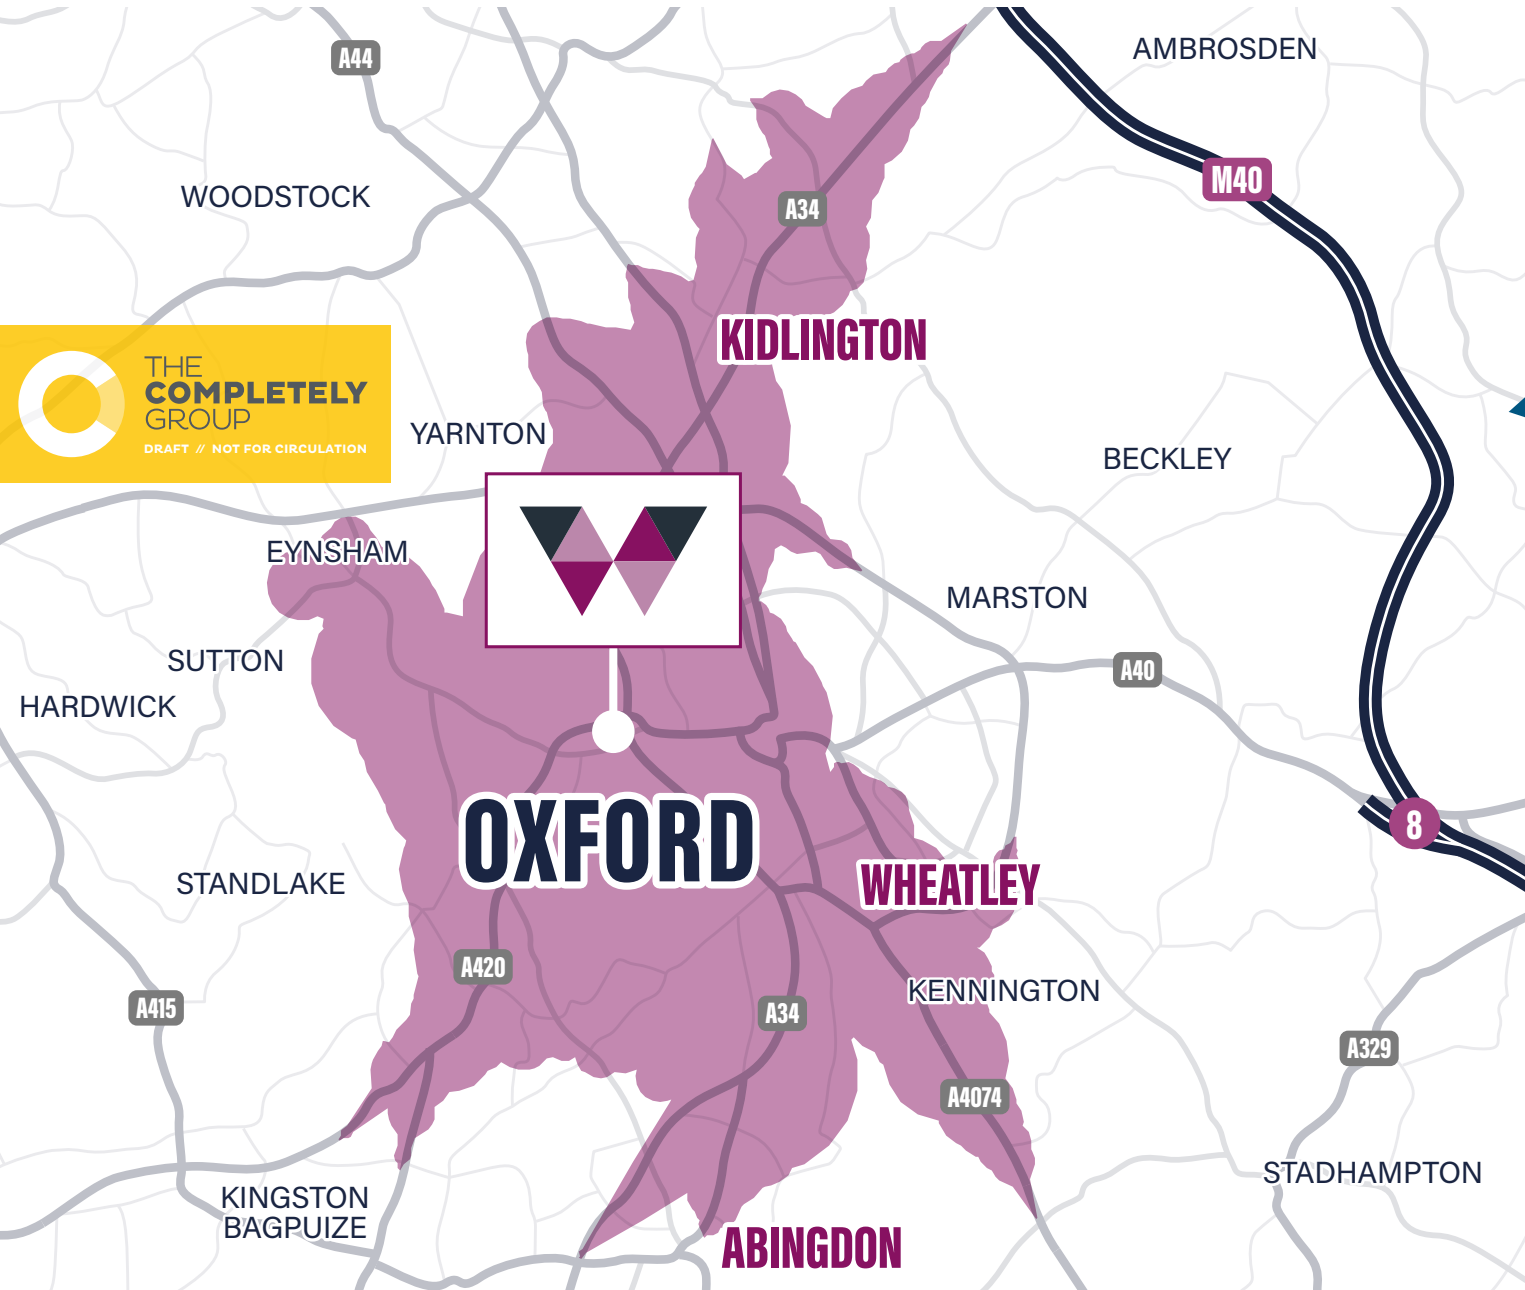 AMBROSDEN
A44
M40
WOODSTOCK
A34
KIDLINGTON
THE
COMPLETELY
GROUP
DRAFT // NOT FOR CIRCULATION
YARNTON
BECKLEY
EYNSHAM
MARSTON
SUTTON
A40
HARDWICK
OXFORD
8
STANDLAKE
WHEATLEY
A420
KENNINGTON
A415
A34
A329
A4074
STADHAMPTON
KINGSTON
BAGPUIZE
ABINGDON